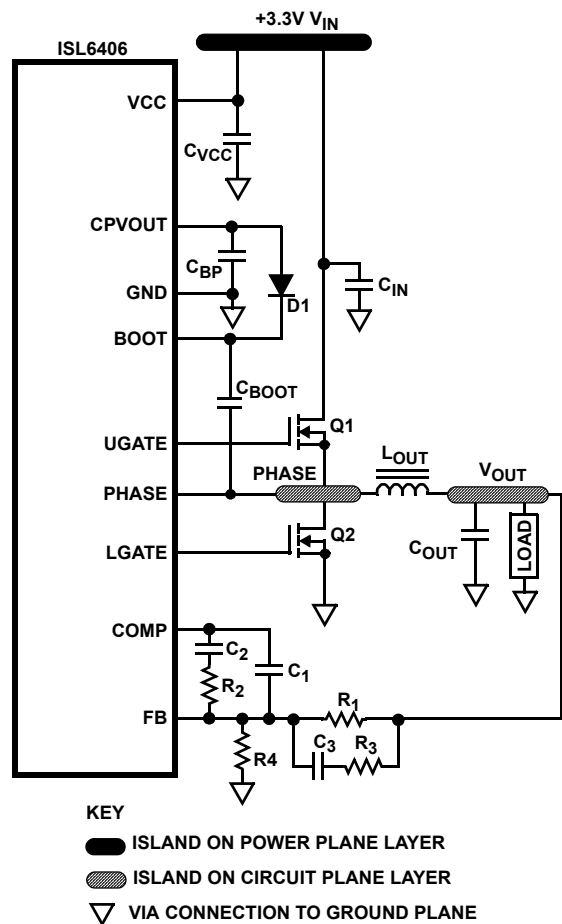 +3.3V VIN
ISL6406
VCC
CVCC
CPVOUT
CBP
D1
CIN
GND
BOOT
CBOOT
Q1
UGATE
PHASE
LOUT
VOUT
PHASE
Q2
COUT
LOAD
LGATE
COMP
C2
C1
R2
R1
FB
C3
R3
R4
KEY
ISLAND ON POWER PLANE LAYER
ISLAND ON CIRCUIT PLANE LAYER
VIA CONNECTION TO GROUND PLANE